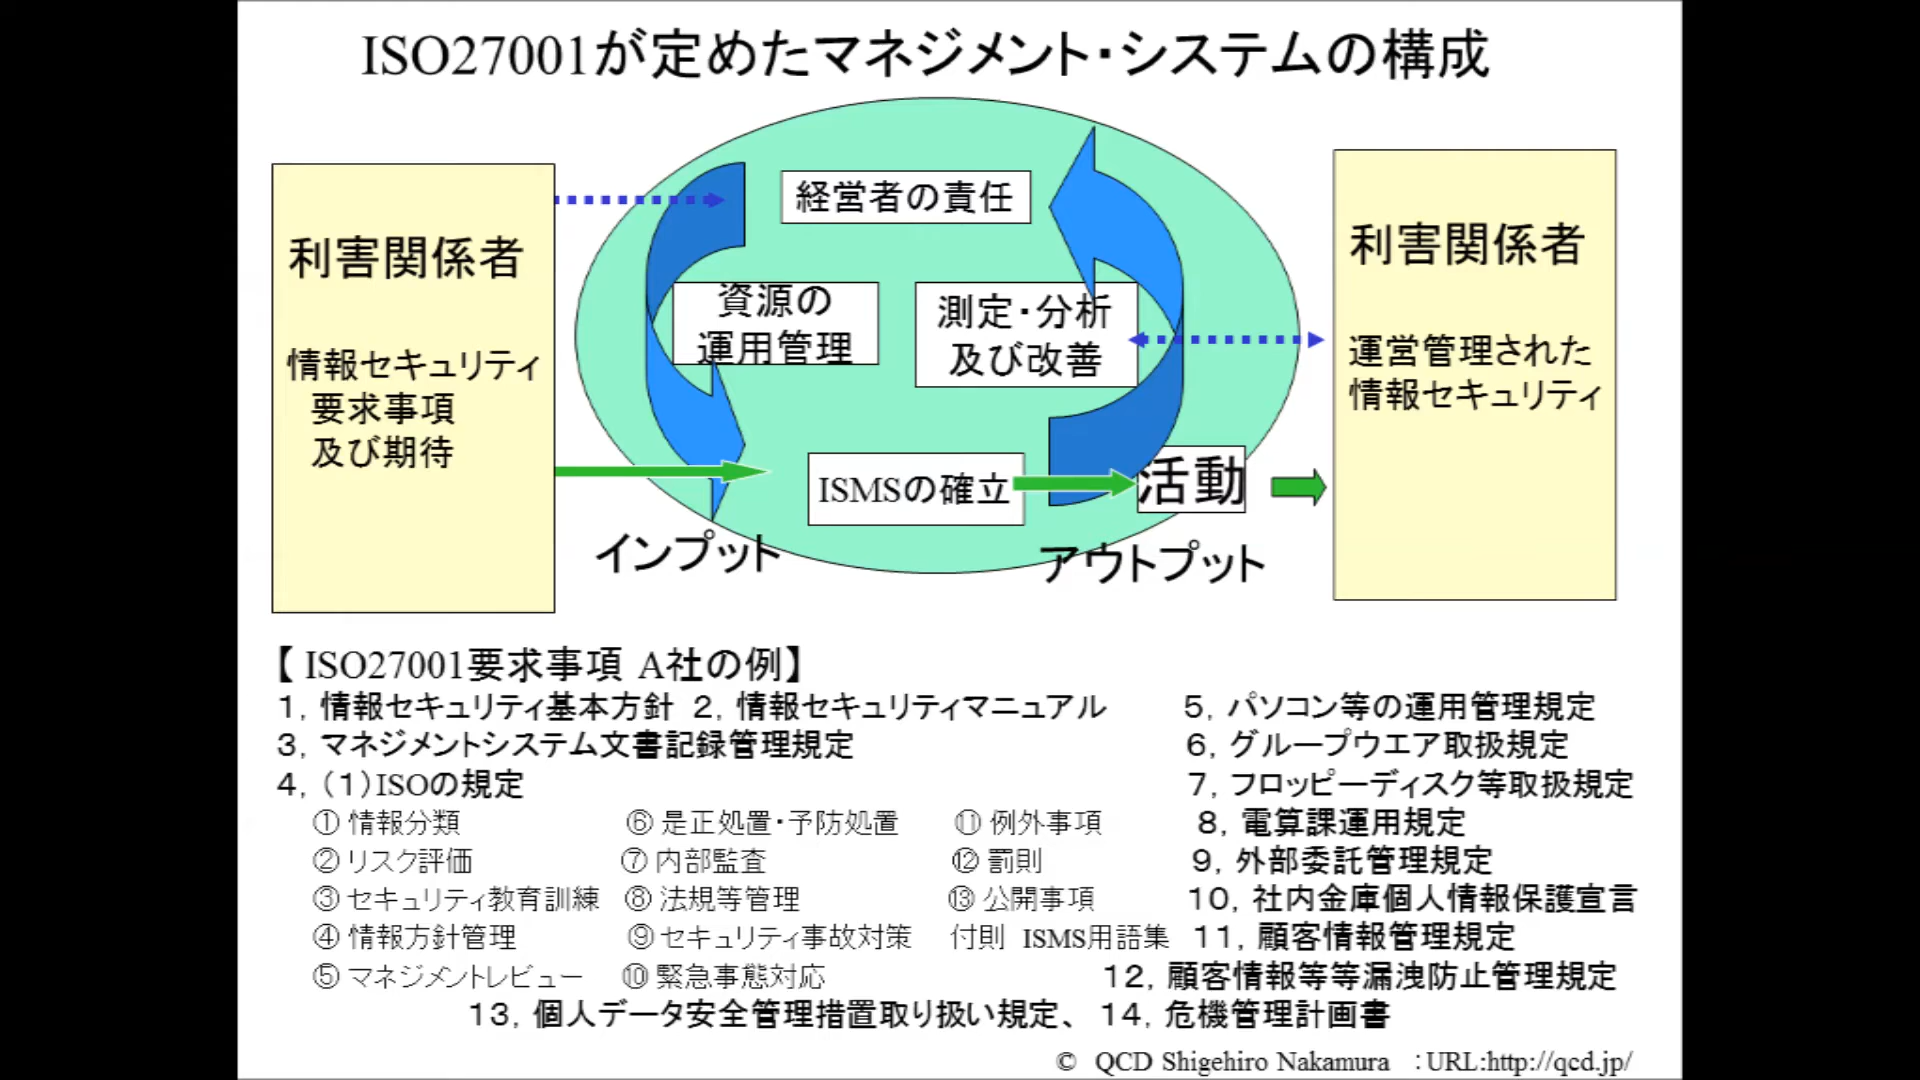 ISO27001が定めたマネジメント・システムの構成
利害関係者
情報セキュリティ
要求事項
及び期待
経営者の責任
資源の
運用管理
測定・分析
及び改善
ISMSの確立
活動
インプット
アウトプット
利害関係者
運営管理された
情報セキュリティ
【 ISO27001要求事項 A社の例】
１，情報セキュリティ基本方針 ２，情報セキュリティマニュアル
３，マネジメントシステム文書記録管理規定
４，（１）ISOの規定
① 情報分類
② リスク評価
③ セキュリティ教育訓練
④ 情報方針管理
⑤ マネジメントレビュー
⑥ 是正処置・予防処置
⑦ 内部監査
⑧ 法規等管理
⑨ セキュリティ事故対策
⑩ 緊急事態対応
⑪ 例外事項
⑫ 罰則
⑬ 公開事項
付則 ISMS用語集
５，パソコン等の運用管理規定
６，グループウエア取扱規定
７，フロッピーディスク等取扱規定
８，電算課運用規定
９，外部委託管理規定
１０，社内金庫個人情報保護宣言
１１，顧客情報管理規定
１２，顧客情報等等漏洩防止管理規定
１３，個人データ安全管理措置取り扱い規定、 １４，危機管理計画書
© QCD Shigehiro Nakamura ：URL:http://qcd.jp/